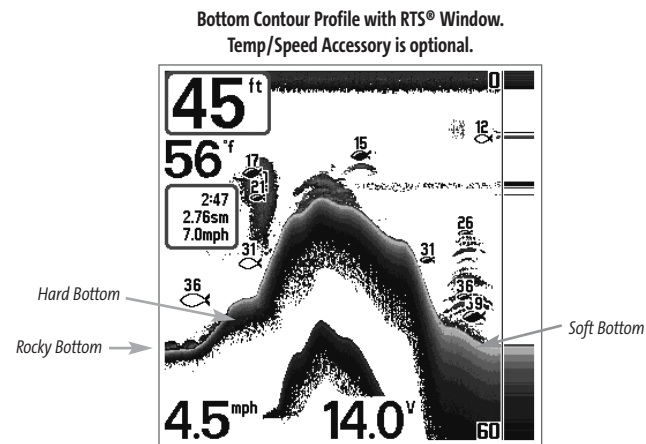 Bottom Contour Profile with RTS® Window.
Temp/Speed Accessory is optional.
45 ft
0
56 °f
15
12
17
21
2:47
2.76sm
7.0mph
26
31
31
36
36
39
Hard Bottom
Soft Bottom
Rocky Bottom
4.5 mph
14.0 V
60